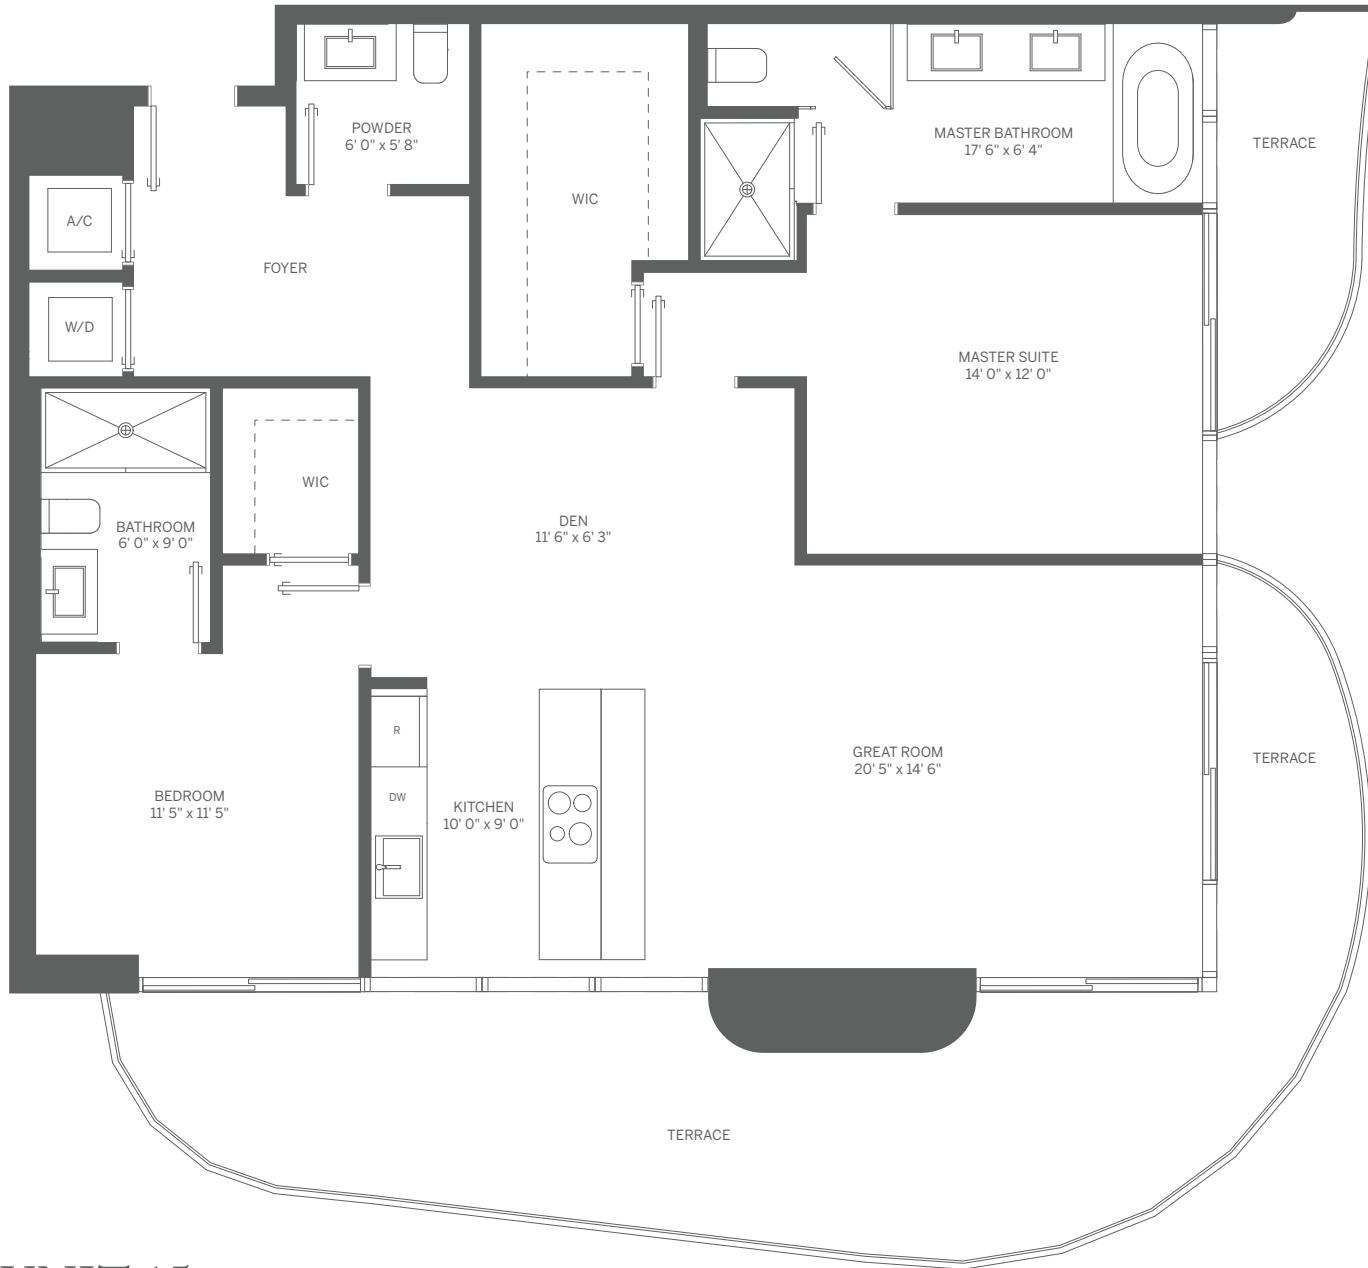 POWDER
6' 0" x 5' 8"
MASTER BATHROOM
17' 6" x 6' 4"
TERRACE
WIC
A/C
FOYER
W/D
MASTER SUITE
14' 0" x 12' 0"
WIC
BATHROOM
6' 0" x 9' 0"
DEN
11' 6" x 6' 3"
R
GREAT ROOM
20' 5" x 14' 6"
TERRACE
BEDROOM
11' 5" x 11' 5"
DW
KITCHEN
10' 0" x 9' 0"
TERRACE